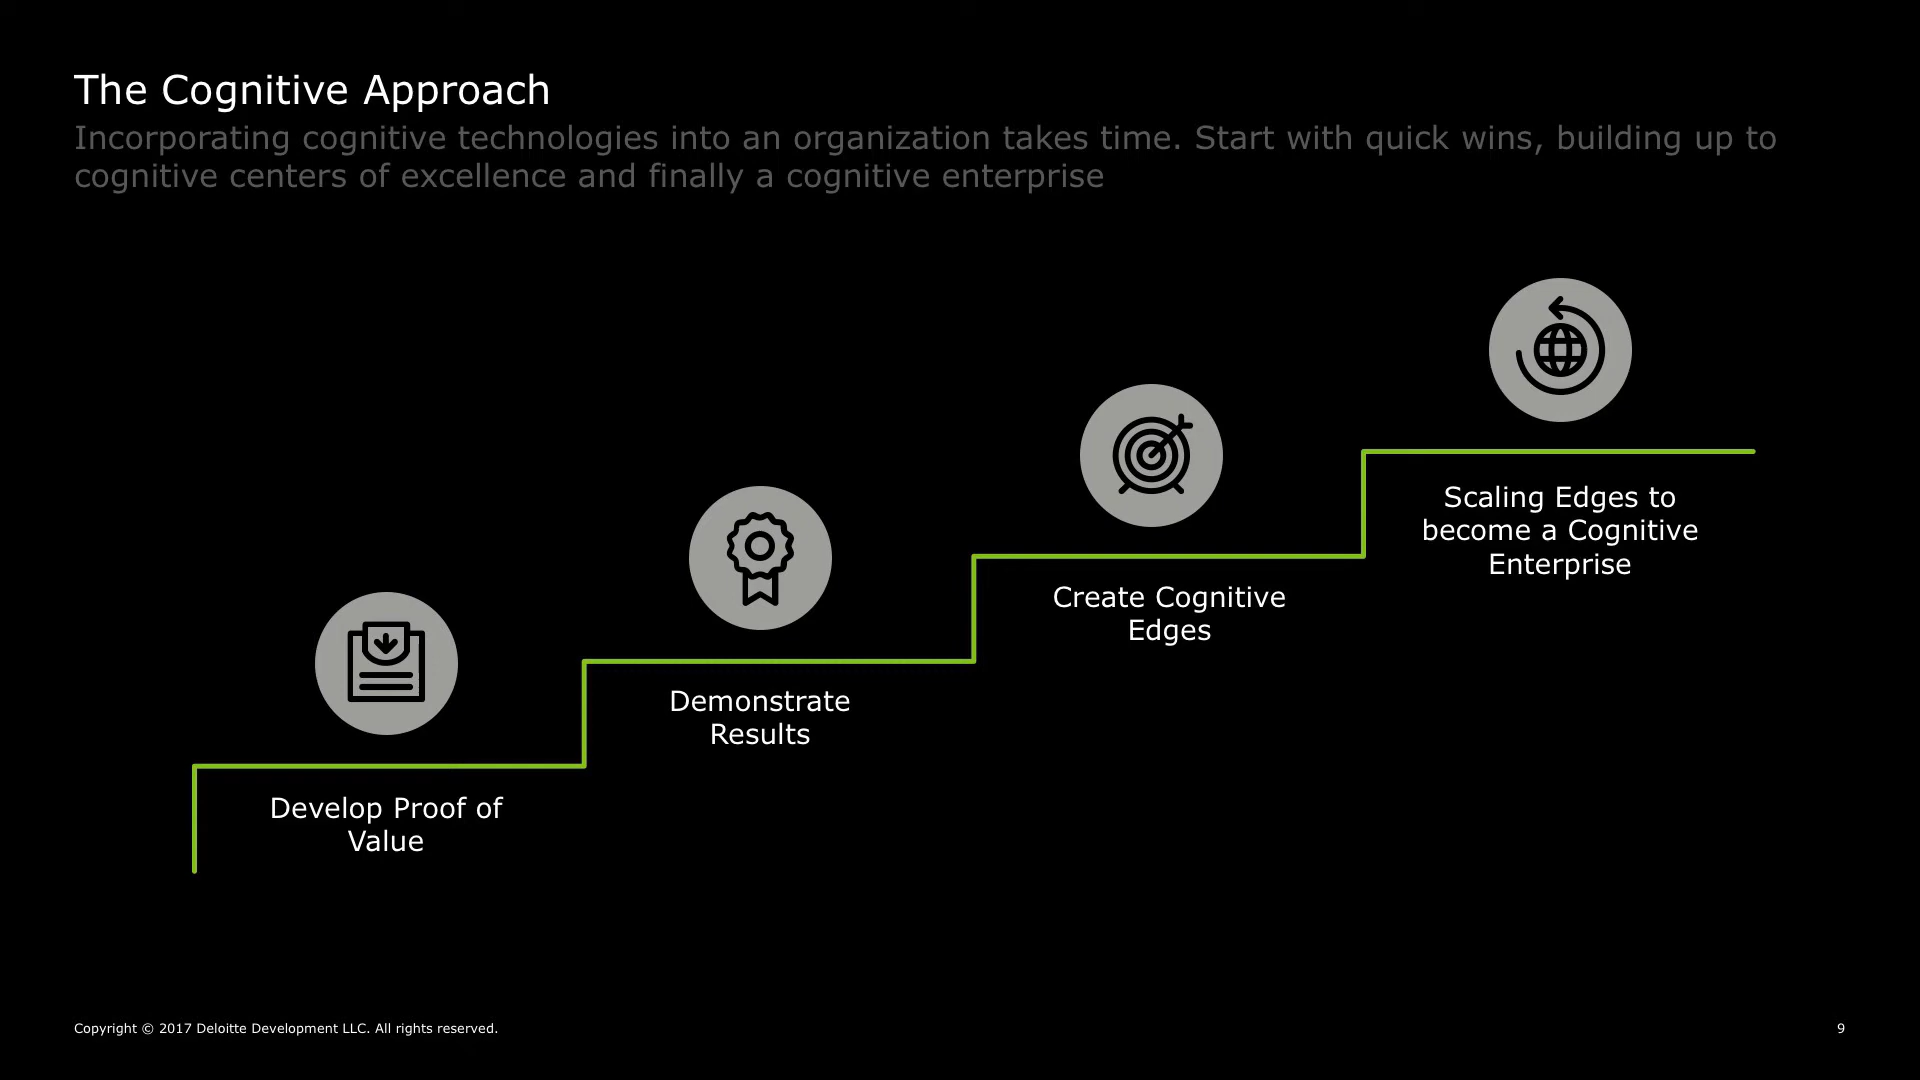 The Cognitive Approach
Incorporating cognitive technologies into an organization takes time. Start with quick wins, building up to
cognitive centers of excellence and finally a cognitive enterprise
Develop Proof of
Value
Demonstrate
Results
Create Cognitive
Edges
Scaling Edges to
become a Cognitive
Enterprise
Copyright © 2017 Deloitte Development LLC. All rights reserved.
9